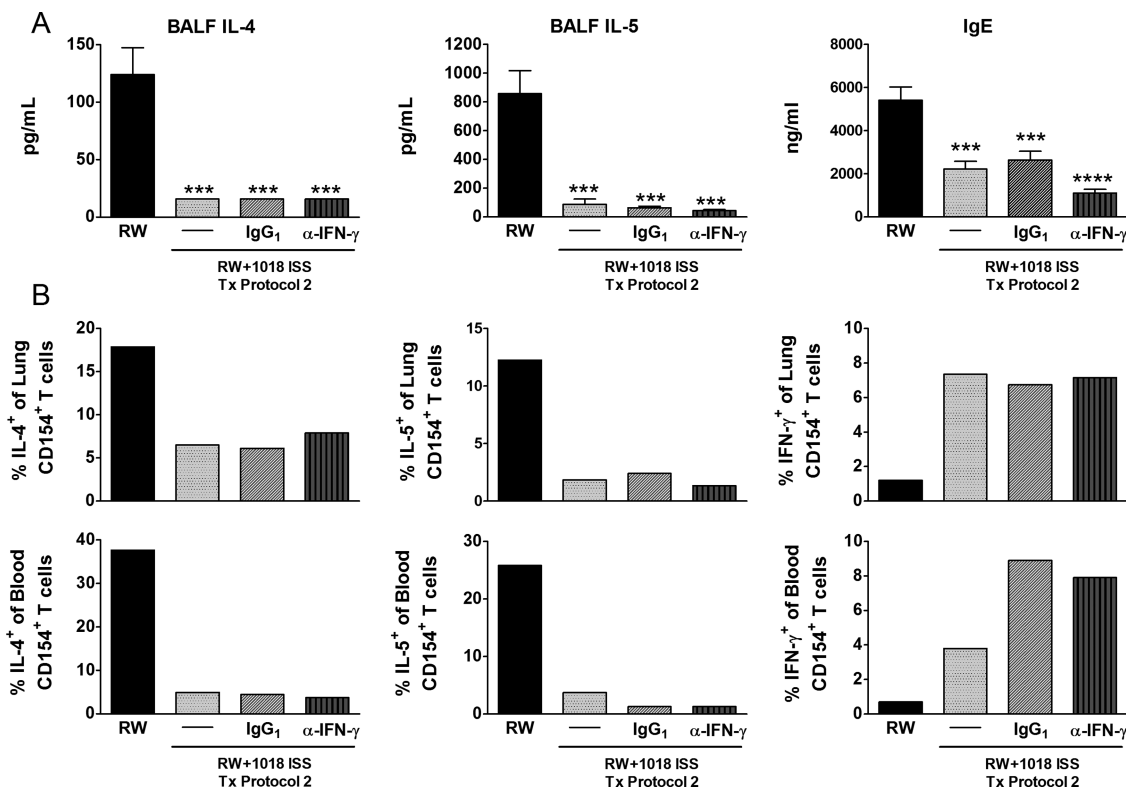 A
BALF IL-4
BALF IL-5
IgE
150
100
50
0
pg/mL
***
***
***
RW
—
IgG₁
α-IFN-γ
RW+1018 ISS
Tx Protocol 2
1200
1000
800
600
400
200
0
pg/mL
***
***
***
RW
—
IgG₁
α-IFN-γ
RW+1018 ISS
Tx Protocol 2
6000
4000
2000
0
8000
ng/ml
***
***
****
RW
—
IgG₁
α-IFN-γ
RW+1018 ISS
Tx Protocol 2
B
20
15
10
5
0
% IL-4⁺ of Lung
CD154⁺ T cells
15
10
5
0
% IL-5⁺ of Lung
CD154⁺ T cells
10
8
6
4
2
0
% IFN-γ⁺ of Lung
CD154⁺ T cells
40
30
20
10
0
% IL-4⁺ of Blood
CD154⁺ T cells
RW
—
IgG₁
α-IFN-γ
RW+1018 ISS
Tx Protocol 2
30
20
10
0
% IL-5⁺ of Blood
CD154⁺ T cells
RW
—
IgG₁
α-IFN-γ
RW+1018 ISS
Tx Protocol 2
10
8
6
4
2
0
% IFN-γ⁺ of Blood
CD154⁺ T cells
RW
—
IgG₁
α-IFN-γ
RW+1018 ISS
Tx Protocol 2